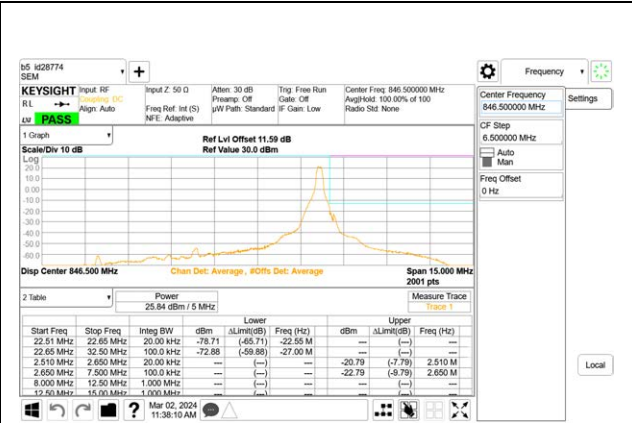 b5 id28774
SEM
Frequency
KEYSIGHT
Input: RF
Input Z: 50 Ω
Atten: 30 dB
Trig: Free Run
Center Freq: 846.500000 MHz
R L
Coupling: DC
Preamp: Off
Gate: Off
Avg|Hold: 100.00% of 100
Align: Auto
Freq Ref: Int (S)
µW Path: Standard
IF Gain: Low
Radio Std: None
PASS
NFE: Adaptive
Center Frequency
846.500000 MHz
Settings
CF Step
6.500000 MHz
Auto
Man
Freq Offset
0 Hz
1 Graph
Ref Lvl Offset 11.59 dB
Scale/Div 10 dB
Ref Value 30.0 dBm
Log
20.0
10.0
0.00
-10.0
-20.0
-30.0
-40.0
-50.0
-60.0
Disp Center 846.500 MHz
Chan Det: Average , #Offs Det: Average
Span 15.000 MHz
2001 pts
2 Table
Power
25.84 dBm / 5 MHz
Measure Trace
Trace 1
Lower
Upper
Start Freq Stop Freq Integ BW dBm ΔLimit(dB) Freq (Hz) dBm ΔLimit(dB) Freq (Hz)
22.51 MHz 22.65 MHz 20.00 kHz -78.71 (-65.71) -22.55 M --- (---) ---
22.65 MHz 32.50 MHz 100.0 kHz -72.88 (-59.88) -27.00 M --- (---) ---
2.510 MHz 2.650 MHz 20.00 kHz --- (---) -20.79 (-7.79) 2.510 M
2.650 MHz 7.500 MHz 100.0 kHz --- (---) -22.79 (-9.79) 2.650 M
8.000 MHz 12.50 MHz 1.000 MHz --- (---) --- (---) ---
12.50 MHz 15.00 MHz 1.000 MHz --- (---) --- (---) ---
Local
Mar 02, 2024
11:38:10 AM